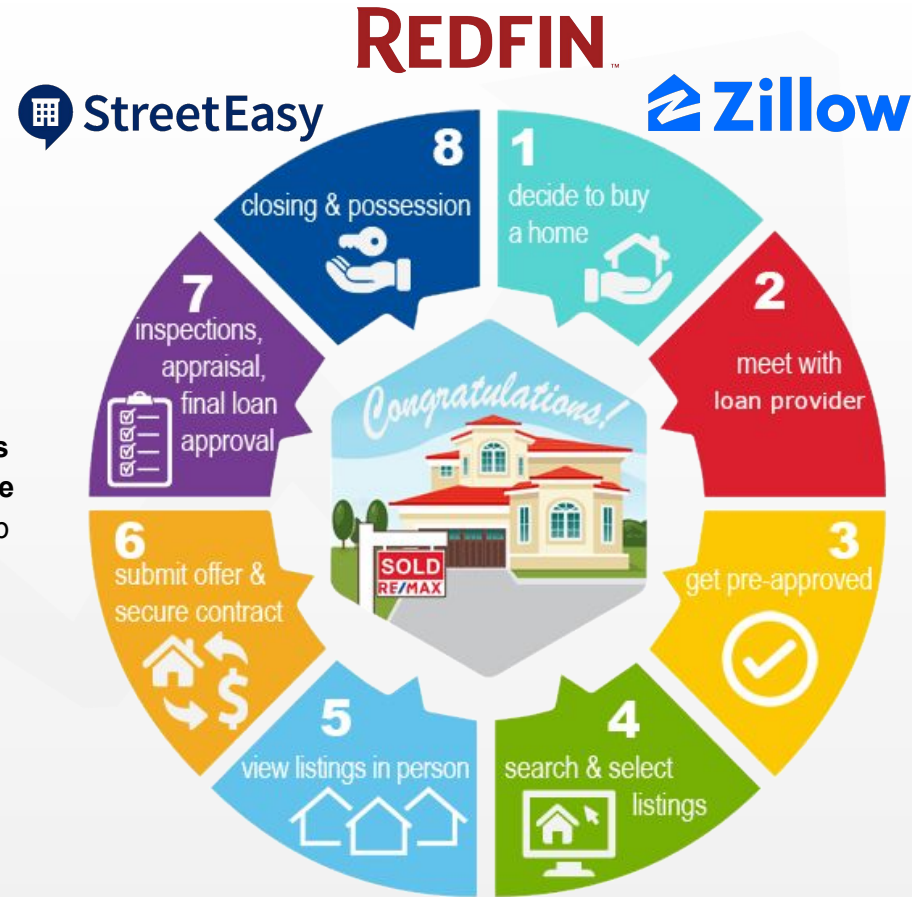 REDFIN
StreetEasy
Zillow
8
closing & possession
1
decide to buy
a home
2
meet with
loan provider
3
get pre-approved
4
search & select
listings
5
view listings in person
6
submit offer &
secure contract
7
inspections,
appraisal,
final loan
approval
Congratulations!
SOLD
RE/MAX